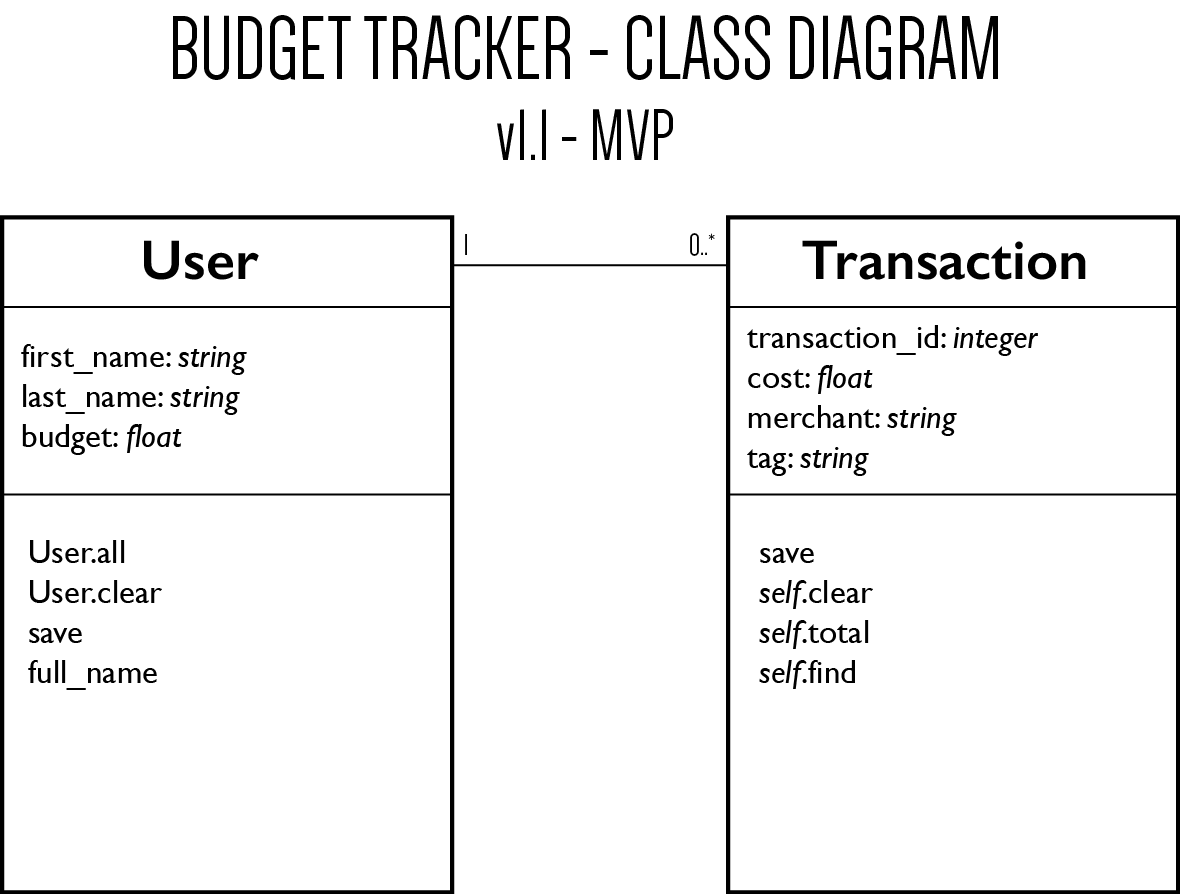 BUDGET TRACKER - CLASS DIAGRAM
v1.1 - MVP
User
1
0..*
Transaction
first_name: string
last_name: string
budget: float
transaction_id: integer
cost: float
merchant: string
tag: string
User.all
User.clear
save
full_name
save
self.clear
self.total
self.find